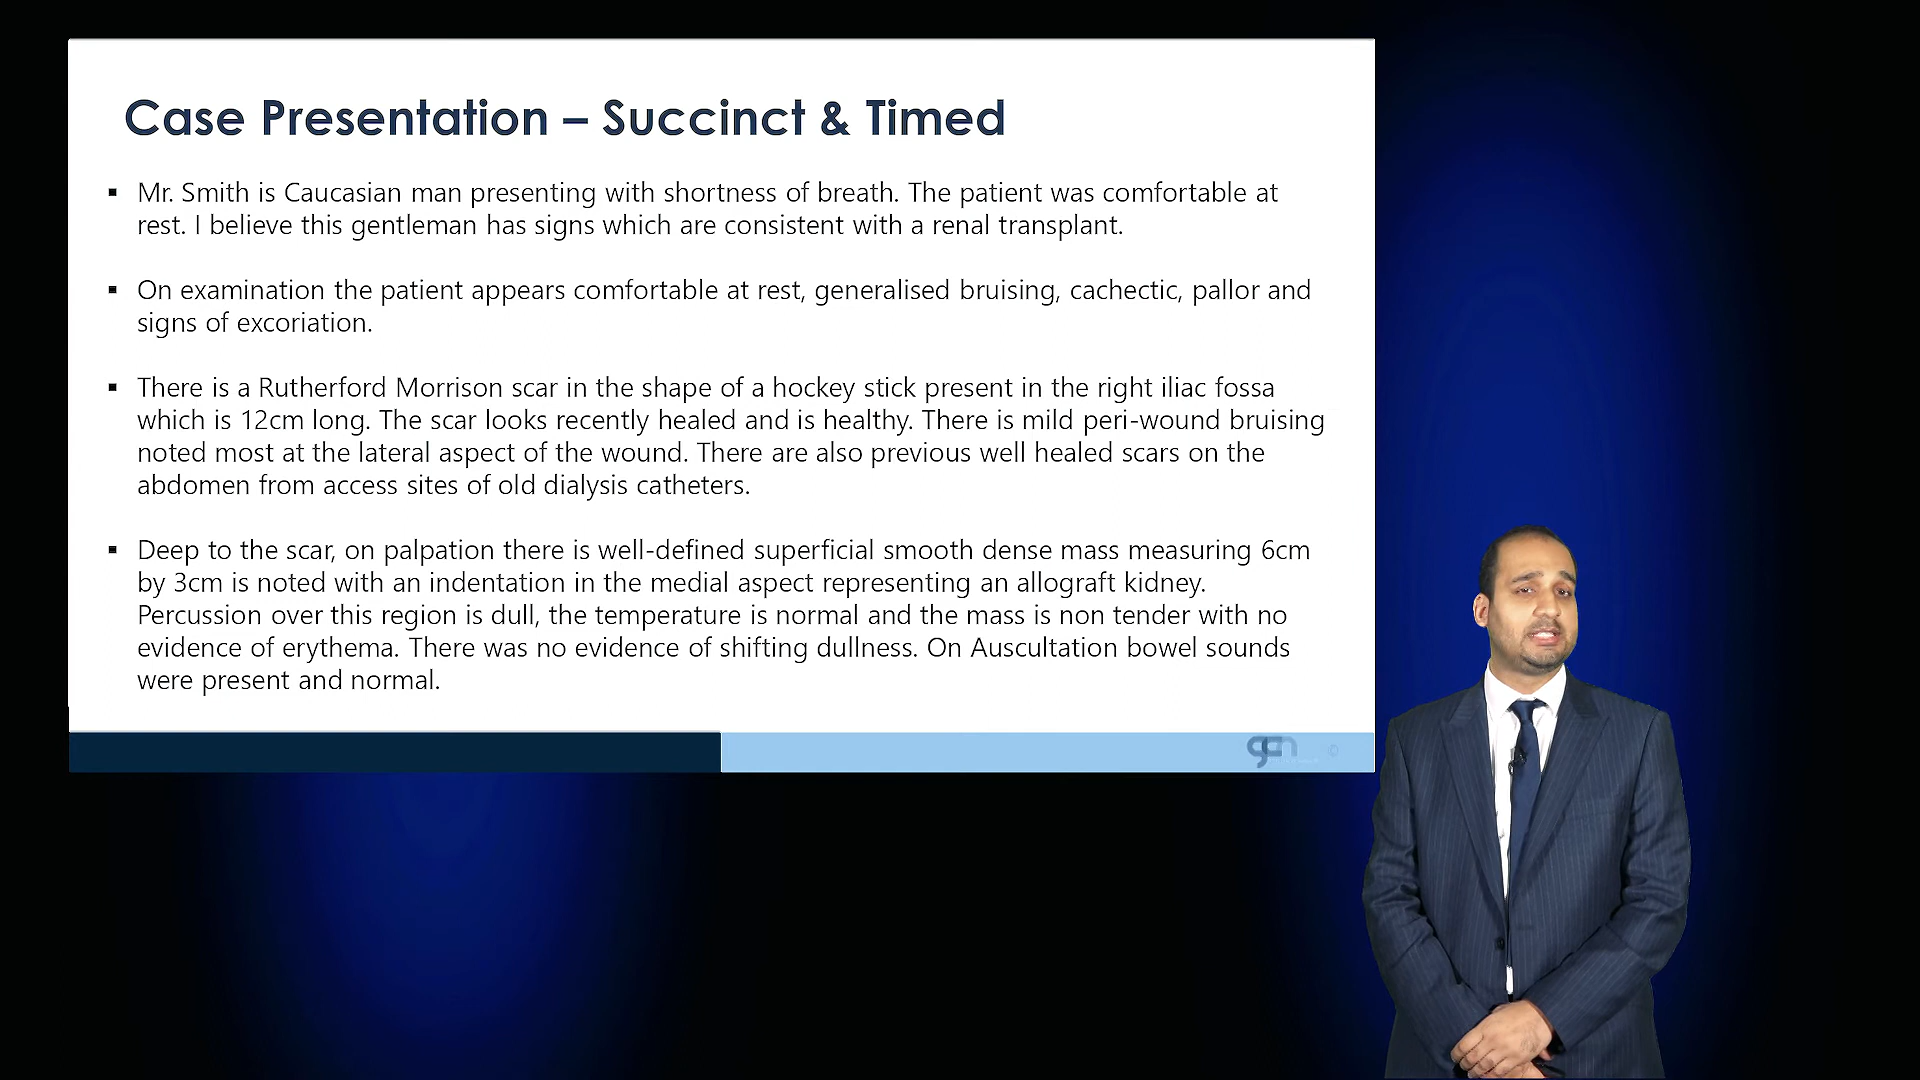 Case Presentation – Succinct & Timed
▪ Mr. Smith is Caucasian man presenting with shortness of breath. The patient was comfortable at
rest. I believe this gentleman has signs which are consistent with a renal transplant.
▪ On examination the patient appears comfortable at rest, generalised bruising, cachectic, pallor and
signs of excoriation.
▪ There is a Rutherford Morrison scar in the shape of a hockey stick present in the right iliac fossa
which is 12cm long. The scar looks recently healed and is healthy. There is mild peri-wound bruising
noted most at the lateral aspect of the wound. There are also previous well healed scars on the
abdomen from access sites of old dialysis catheters.
▪ Deep to the scar, on palpation there is well-defined superficial smooth dense mass measuring 6cm
by 3cm is noted with an indentation in the medial aspect representing an allograft kidney.
Percussion over this region is dull, the temperature is normal and the mass is non tender with no
evidence of erythema. There was no evidence of shifting dullness. On Auscultation bowel sounds
were present and normal.
©